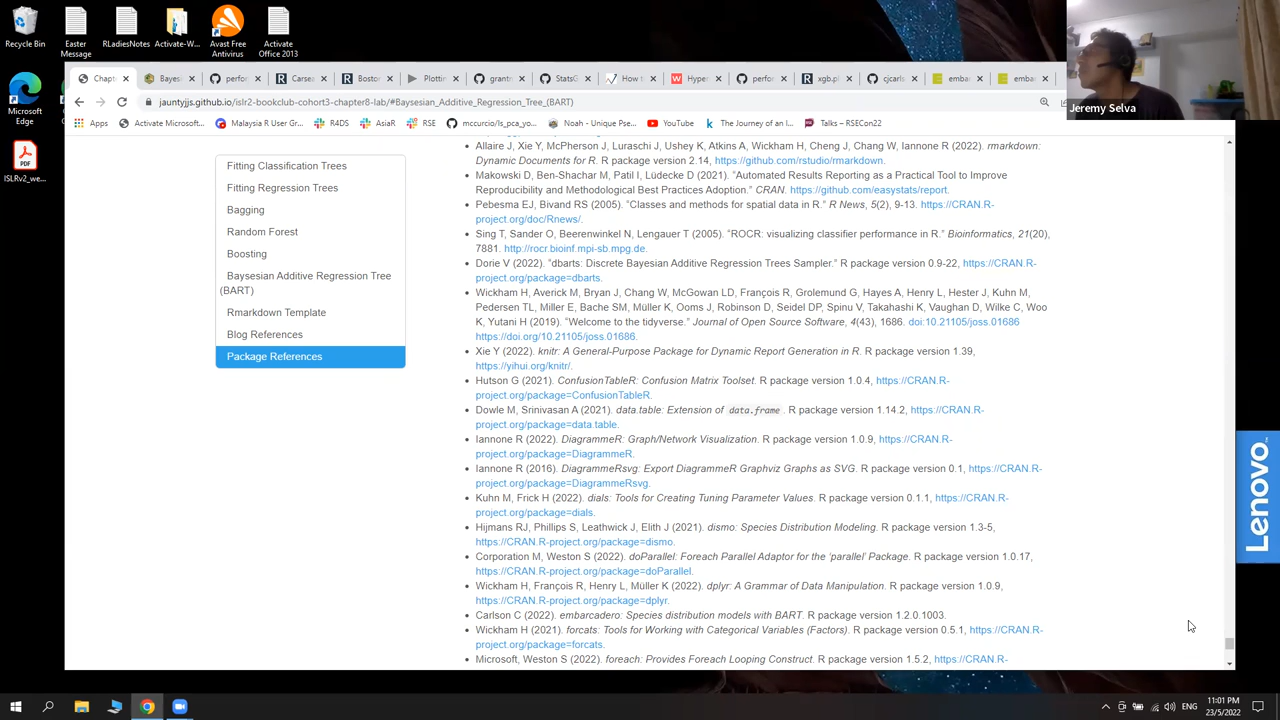 Recycle Bin
Easter Message
RLadiesNotes
Activate-W...
Avast Free Antivirus
Activate Office 2013
Microsoft Edge
ISLRv2_we...
Jeremy Selva
Chapt
Bayes
perfor
Carsea
Boston
Plottin
grantm
StatsG
How t
Hyper
perfor
xgb.pl
cjcarls
emba
emba
jauntyjjs.github.io/islr2-bookclub-cohort3-chapter8-lab/#Baysesian_Additive_Regression_Tree_(BART)
Apps
Activate Microsoft...
Malaysia R User Gr...
R4DS
AsiaR
RSE
mccurcio/Is_pca_yo...
Noah - Unique Pse...
YouTube
The Journey of an I...
Talks – RSECon22
Fitting Classification Trees
Fitting Regression Trees
Bagging
Random Forest
Boosting
Baysesian Additive Regression Tree
(BART)
Rmarkdown Template
Blog References
Package References
Allaire J, Xie Y, McPherson J, Luraschi J, Ushey K, Atkins A, Wickham H, Cheng J, Chang W, Iannone R (2022). rmarkdown:
Dynamic Documents for R. R package version 2.14, https://github.com/rstudio/rmarkdown.
Makowski D, Ben-Shachar M, Patil I, Lüdecke D (2021). “Automated Results Reporting as a Practical Tool to Improve
Reproducibility and Methodological Best Practices Adoption.” CRAN. https://github.com/easystats/report.
Pebesma EJ, Bivand RS (2005). “Classes and methods for spatial data in R.” R News, 5(2), 9-13. https://CRAN.R-
project.org/doc/Rnews/.
Sing T, Sander O, Beerenwinkel N, Lengauer T (2005). “ROCR: visualizing classifier performance in R.” Bioinformatics, 21(20),
7881. http://rocr.bioinf.mpi-sb.mpg.de.
Dorie V (2022). “dbarts: Discrete Bayesian Additive Regression Trees Sampler.” R package version 0.9-22, https://CRAN.R-
project.org/package=dbarts.
Wickham H, Averick M, Bryan J, Chang W, McGowan LD, François R, Grolemund G, Hayes A, Henry L, Hester J, Kuhn M,
Pedersen TL, Miller E, Bache SM, Müller K, Ooms J, Robinson D, Seidel DP, Spinu V, Takahashi K, Vaughan D, Wilke C, Woo
K, Yutani H (2019). “Welcome to the tidyverse.” Journal of Open Source Software, 4(43), 1686. doi:10.21105/joss.01686
https://doi.org/10.21105/joss.01686.
Xie Y (2022). knitr: A General-Purpose Package for Dynamic Report Generation in R. R package version 1.39,
https://yihui.org/knitr/.
Hutson G (2021). ConfusionTableR: Confusion Matrix Toolset. R package version 1.0.4, https://CRAN.R-
project.org/package=ConfusionTableR.
Dowle M, Srinivasan A (2021). data.table: Extension of data.frame. R package version 1.14.2, https://CRAN.R-
project.org/package=data.table.
Iannone R (2022). DiagrammeR: Graph/Network Visualization. R package version 1.0.9, https://CRAN.R-
project.org/package=DiagrammeR.
Iannone R (2016). DiagrammeRsvg: Export DiagrammeR Graphviz Graphs as SVG. R package version 0.1, https://CRAN.R-
project.org/package=DiagrammeRsvg.
Kuhn M, Frick H (2022). dials: Tools for Creating Tuning Parameter Values. R package version 0.1.1, https://CRAN.R-
project.org/package=dials.
Hijmans RJ, Phillips S, Leathwick J, Elith J (2021). dismo: Species Distribution Modeling. R package version 1.3-5,
https://CRAN.R-project.org/package=dismo.
Corporation M, Weston S (2022). doParallel: Foreach Parallel Adaptor for the ‘parallel’ Package. R package version 1.0.17,
https://CRAN.R-project.org/package=doParallel.
Wickham H, François R, Henry L, Müller K (2022). dplyr: A Grammar of Data Manipulation. R package version 1.0.9,
https://CRAN.R-project.org/package=dplyr.
Carlson C (2022). embarcadero: Species distribution models with BART. R package version 1.2.0.1003.
Wickham H (2021). forcats: Tools for Working with Categorical Variables (Factors). R package version 0.5.1, https://CRAN.R-
project.org/package=forcats.
Microsoft, Weston S (2022). foreach: Provides Foreach Looping Construct. R package version 1.5.2, https://CRAN.R-
Lenovo
ENG
11:01 PM
23/5/2022